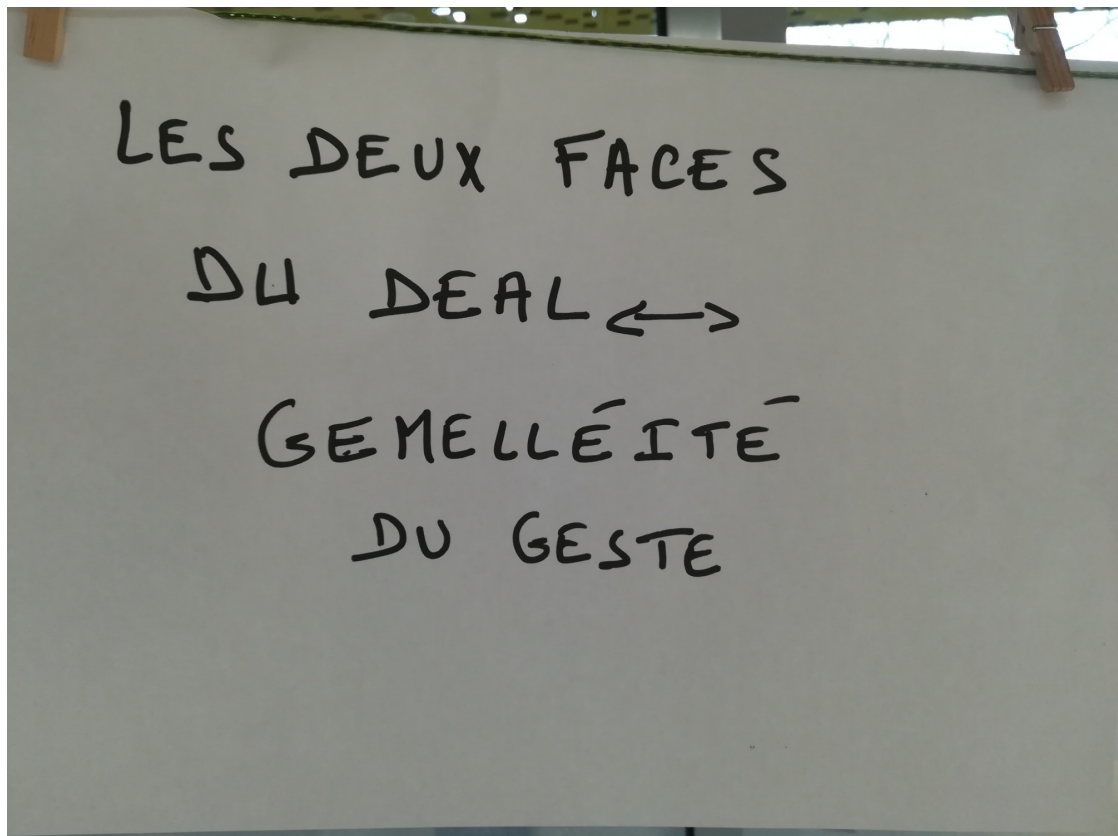 LES DEUX FACES
DU DEAL ↔
GEMELLÉITÉ
DU GESTE